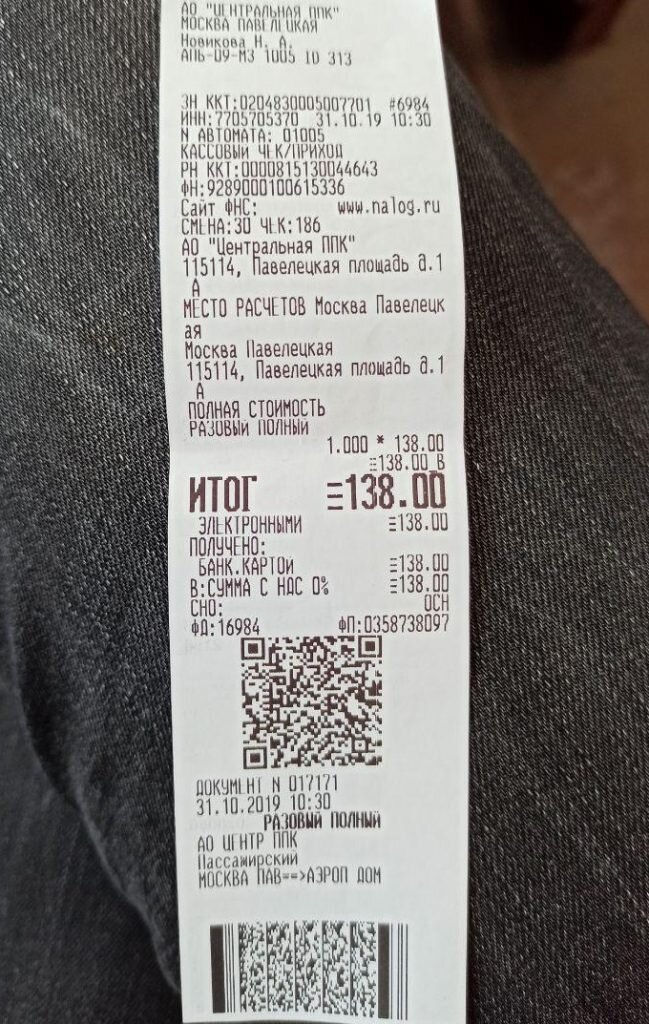 АО "ЦЕНТРАЛЬНАЯ ППК"
МОСКВА ПАВЕЛЕЦКАЯ
Новикова Н. А.
АПБ-09-МЗ 1005 ID 313
ЗН ККТ:0204830005007701 #6984
ИНН:7705705370 31.10.19 10:30
N АВТОМАТА: 01005
КАССОВЫЙ ЧЕК/ПРИХОД
РН ККТ:0000815130044643
ФН:9289000100615336
Сайт ФНС: www.nalog.ru
СМЕНА:30 ЧЕК:186
АО "Центральная ППК"
115114, Павелецкая площадь д.1
А
МЕСТО РАСЧЕТОВ Москва Павелецк
ая
Москва Павелецкая
115114, Павелецкая площадь д.1
А
ПОЛНАЯ СТОИМОСТЬ
РАЗОВЫЙ ПОЛНЫЙ
1.000 * 138.00
≡138.00_В
ИТОГ ≡138.00
ЭЛЕКТРОННЫМИ ≡138.00
ПОЛУЧЕНО:
БАНК.КАРТОЙ ≡138.00
В:СУММА С НДС 0% ≡138.00
СНО: ОСН
ФД:16984 ФП:0358738097
ДОКУМЕНТ N 017171
31.10.2019 10:30
РАЗОВЫЙ ПОЛНЫЙ
АО ЦЕНТР ППК
Пассажирский
МОСКВА ПАВ==>АЭРОП ДОМ